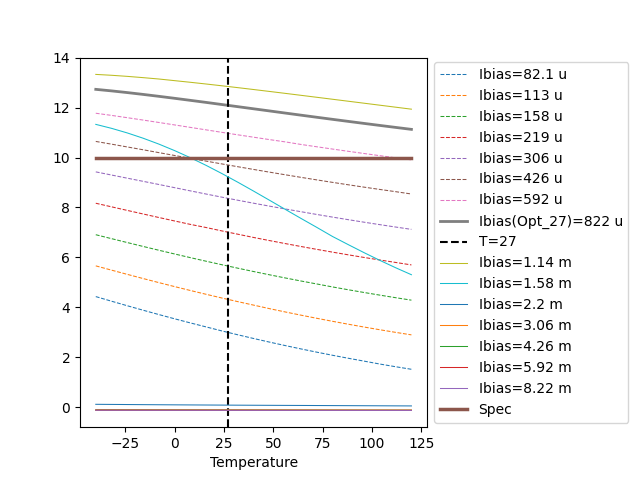 14
12
10
8
6
4
2
0
−25
0
25
50
75
100
125
Temperature
Ibias=82.1 u
Ibias=113 u
Ibias=158 u
Ibias=219 u
Ibias=306 u
Ibias=426 u
Ibias=592 u
Ibias(Opt_27)=822 u
T=27
Ibias=1.14 m
Ibias=1.58 m
Ibias=2.2 m
Ibias=3.06 m
Ibias=4.26 m
Ibias=5.92 m
Ibias=8.22 m
Spec